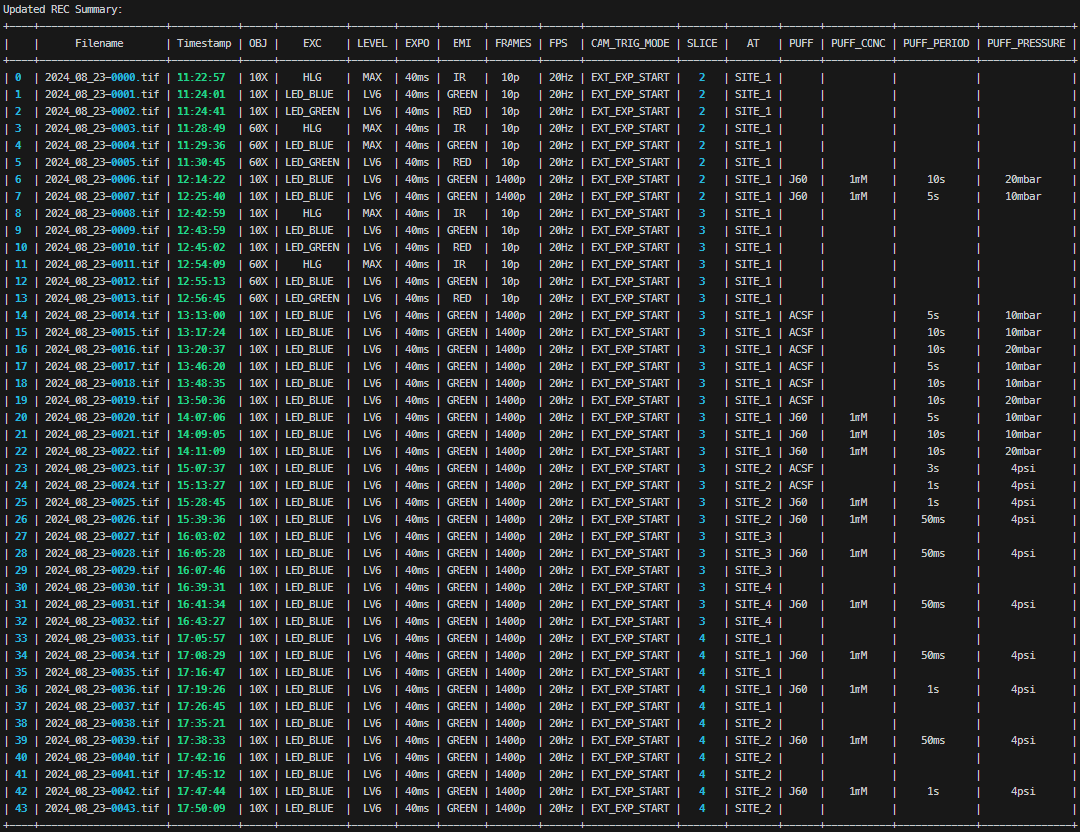 Updated REC Summary:
| | Filename | Timestamp | OBJ | EXC | LEVEL | EXPO | EMI | FRAMES | FPS | CAM_TRIG_MODE | SLICE | AT | PUFF | PUFF_CONC | PUFF_PERIOD | PUFF_PRESSURE |
| 0 | 2024_08_23-0000.tif | 11:22:57 | 10X | HLG | MAX | 40ms | IR | 10p | 20Hz | EXT_EXP_START | 2 | SITE_1 | | | | |
| 1 | 2024_08_23-0001.tif | 11:24:01 | 10X | LED_BLUE | LV6 | 40ms | GREEN | 10p | 20Hz | EXT_EXP_START | 2 | SITE_1 | | | | |
| 2 | 2024_08_23-0002.tif | 11:24:41 | 10X | LED_GREEN | LV6 | 40ms | RED | 10p | 20Hz | EXT_EXP_START | 2 | SITE_1 | | | | |
| 3 | 2024_08_23-0003.tif | 11:28:49 | 60X | HLG | MAX | 40ms | IR | 10p | 20Hz | EXT_EXP_START | 2 | SITE_1 | | | | |
| 4 | 2024_08_23-0004.tif | 11:29:36 | 60X | LED_BLUE | MAX | 40ms | GREEN | 10p | 20Hz | EXT_EXP_START | 2 | SITE_1 | | | | |
| 5 | 2024_08_23-0005.tif | 11:30:45 | 60X | LED_GREEN | LV6 | 40ms | RED | 10p | 20Hz | EXT_EXP_START | 2 | SITE_1 | | | | |
| 6 | 2024_08_23-0006.tif | 12:14:22 | 10X | LED_BLUE | LV6 | 40ms | GREEN | 1400p | 20Hz | EXT_EXP_START | 2 | SITE_1 | J60 | 1mM | 10s | 20mbar |
| 7 | 2024_08_23-0007.tif | 12:25:40 | 10X | LED_BLUE | LV6 | 40ms | GREEN | 1400p | 20Hz | EXT_EXP_START | 2 | SITE_1 | J60 | 1mM | 5s | 10mbar |
| 8 | 2024_08_23-0008.tif | 12:42:59 | 10X | HLG | MAX | 40ms | IR | 10p | 20Hz | EXT_EXP_START | 3 | SITE_1 | | | | |
| 9 | 2024_08_23-0009.tif | 12:43:59 | 10X | LED_BLUE | LV6 | 40ms | GREEN | 10p | 20Hz | EXT_EXP_START | 3 | SITE_1 | | | | |
| 10 | 2024_08_23-0010.tif | 12:45:02 | 10X | LED_GREEN | LV6 | 40ms | RED | 10p | 20Hz | EXT_EXP_START | 3 | SITE_1 | | | | |
| 11 | 2024_08_23-0011.tif | 12:54:09 | 60X | HLG | MAX | 40ms | IR | 10p | 20Hz | EXT_EXP_START | 3 | SITE_1 | | | | |
| 12 | 2024_08_23-0012.tif | 12:55:13 | 60X | LED_BLUE | LV6 | 40ms | GREEN | 10p | 20Hz | EXT_EXP_START | 3 | SITE_1 | | | | |
| 13 | 2024_08_23-0013.tif | 12:56:45 | 60X | LED_GREEN | LV6 | 40ms | RED | 10p | 20Hz | EXT_EXP_START | 3 | SITE_1 | | | | |
| 14 | 2024_08_23-0014.tif | 13:13:00 | 10X | LED_BLUE | LV6 | 40ms | GREEN | 1400p | 20Hz | EXT_EXP_START | 3 | SITE_1 | ACSF | | 5s | 10mbar |
| 15 | 2024_08_23-0015.tif | 13:17:24 | 10X | LED_BLUE | LV6 | 40ms | GREEN | 1400p | 20Hz | EXT_EXP_START | 3 | SITE_1 | ACSF | | 10s | 10mbar |
| 16 | 2024_08_23-0016.tif | 13:20:37 | 10X | LED_BLUE | LV6 | 40ms | GREEN | 1400p | 20Hz | EXT_EXP_START | 3 | SITE_1 | ACSF | | 10s | 20mbar |
| 17 | 2024_08_23-0017.tif | 13:46:20 | 10X | LED_BLUE | LV6 | 40ms | GREEN | 1400p | 20Hz | EXT_EXP_START | 3 | SITE_1 | ACSF | | 5s | 10mbar |
| 18 | 2024_08_23-0018.tif | 13:48:35 | 10X | LED_BLUE | LV6 | 40ms | GREEN | 1400p | 20Hz | EXT_EXP_START | 3 | SITE_1 | ACSF | | 10s | 10mbar |
| 19 | 2024_08_23-0019.tif | 13:50:36 | 10X | LED_BLUE | LV6 | 40ms | GREEN | 1400p | 20Hz | EXT_EXP_START | 3 | SITE_1 | ACSF | | 10s | 20mbar |
| 20 | 2024_08_23-0020.tif | 14:07:06 | 10X | LED_BLUE | LV6 | 40ms | GREEN | 1400p | 20Hz | EXT_EXP_START | 3 | SITE_1 | J60 | 1mM | 5s | 10mbar |
| 21 | 2024_08_23-0021.tif | 14:09:05 | 10X | LED_BLUE | LV6 | 40ms | GREEN | 1400p | 20Hz | EXT_EXP_START | 3 | SITE_1 | J60 | 1mM | 10s | 10mbar |
| 22 | 2024_08_23-0022.tif | 14:11:09 | 10X | LED_BLUE | LV6 | 40ms | GREEN | 1400p | 20Hz | EXT_EXP_START | 3 | SITE_1 | J60 | 1mM | 10s | 20mbar |
| 23 | 2024_08_23-0023.tif | 15:07:37 | 10X | LED_BLUE | LV6 | 40ms | GREEN | 1400p | 20Hz | EXT_EXP_START | 3 | SITE_2 | ACSF | | 3s | 4psi |
| 24 | 2024_08_23-0024.tif | 15:13:27 | 10X | LED_BLUE | LV6 | 40ms | GREEN | 1400p | 20Hz | EXT_EXP_START | 3 | SITE_2 | ACSF | | 1s | 4psi |
| 25 | 2024_08_23-0025.tif | 15:28:45 | 10X | LED_BLUE | LV6 | 40ms | GREEN | 1400p | 20Hz | EXT_EXP_START | 3 | SITE_2 | J60 | 1mM | 1s | 4psi |
| 26 | 2024_08_23-0026.tif | 15:39:36 | 10X | LED_BLUE | LV6 | 40ms | GREEN | 1400p | 20Hz | EXT_EXP_START | 3 | SITE_2 | J60 | 1mM | 50ms | 4psi |
| 27 | 2024_08_23-0027.tif | 16:03:02 | 10X | LED_BLUE | LV6 | 40ms | GREEN | 1400p | 20Hz | EXT_EXP_START | 3 | SITE_3 | | | | |
| 28 | 2024_08_23-0028.tif | 16:05:28 | 10X | LED_BLUE | LV6 | 40ms | GREEN | 1400p | 20Hz | EXT_EXP_START | 3 | SITE_3 | J60 | 1mM | 50ms | 4psi |
| 29 | 2024_08_23-0029.tif | 16:07:46 | 10X | LED_BLUE | LV6 | 40ms | GREEN | 1400p | 20Hz | EXT_EXP_START | 3 | SITE_3 | | | | |
| 30 | 2024_08_23-0030.tif | 16:39:31 | 10X | LED_BLUE | LV6 | 40ms | GREEN | 1400p | 20Hz | EXT_EXP_START | 3 | SITE_4 | | | | |
| 31 | 2024_08_23-0031.tif | 16:41:34 | 10X | LED_BLUE | LV6 | 40ms | GREEN | 1400p | 20Hz | EXT_EXP_START | 3 | SITE_4 | J60 | 1mM | 50ms | 4psi |
| 32 | 2024_08_23-0032.tif | 16:43:27 | 10X | LED_BLUE | LV6 | 40ms | GREEN | 1400p | 20Hz | EXT_EXP_START | 3 | SITE_4 | | | | |
| 33 | 2024_08_23-0033.tif | 17:05:57 | 10X | LED_BLUE | LV6 | 40ms | GREEN | 1400p | 20Hz | EXT_EXP_START | 4 | SITE_1 | | | | |
| 34 | 2024_08_23-0034.tif | 17:08:29 | 10X | LED_BLUE | LV6 | 40ms | GREEN | 1400p | 20Hz | EXT_EXP_START | 4 | SITE_1 | J60 | 1mM | 50ms | 4psi |
| 35 | 2024_08_23-0035.tif | 17:16:47 | 10X | LED_BLUE | LV6 | 40ms | GREEN | 1400p | 20Hz | EXT_EXP_START | 4 | SITE_1 | | | | |
| 36 | 2024_08_23-0036.tif | 17:19:26 | 10X | LED_BLUE | LV6 | 40ms | GREEN | 1400p | 20Hz | EXT_EXP_START | 4 | SITE_1 | J60 | 1mM | 1s | 4psi |
| 37 | 2024_08_23-0037.tif | 17:26:45 | 10X | LED_BLUE | LV6 | 40ms | GREEN | 1400p | 20Hz | EXT_EXP_START | 4 | SITE_1 | | | | |
| 38 | 2024_08_23-0038.tif | 17:35:21 | 10X | LED_BLUE | LV6 | 40ms | GREEN | 1400p | 20Hz | EXT_EXP_START | 4 | SITE_2 | | | | |
| 39 | 2024_08_23-0039.tif | 17:38:33 | 10X | LED_BLUE | LV6 | 40ms | GREEN | 1400p | 20Hz | EXT_EXP_START | 4 | SITE_2 | J60 | 1mM | 50ms | 4psi |
| 40 | 2024_08_23-0040.tif | 17:42:16 | 10X | LED_BLUE | LV6 | 40ms | GREEN | 1400p | 20Hz | EXT_EXP_START | 4 | SITE_2 | | | | |
| 41 | 2024_08_23-0041.tif | 17:45:12 | 10X | LED_BLUE | LV6 | 40ms | GREEN | 1400p | 20Hz | EXT_EXP_START | 4 | SITE_2 | | | | |
| 42 | 2024_08_23-0042.tif | 17:47:44 | 10X | LED_BLUE | LV6 | 40ms | GREEN | 1400p | 20Hz | EXT_EXP_START | 4 | SITE_2 | J60 | 1mM | 1s | 4psi |
| 43 | 2024_08_23-0043.tif | 17:50:09 | 10X | LED_BLUE | LV6 | 40ms | GREEN | 1400p | 20Hz | EXT_EXP_START | 4 | SITE_2 | | | | |